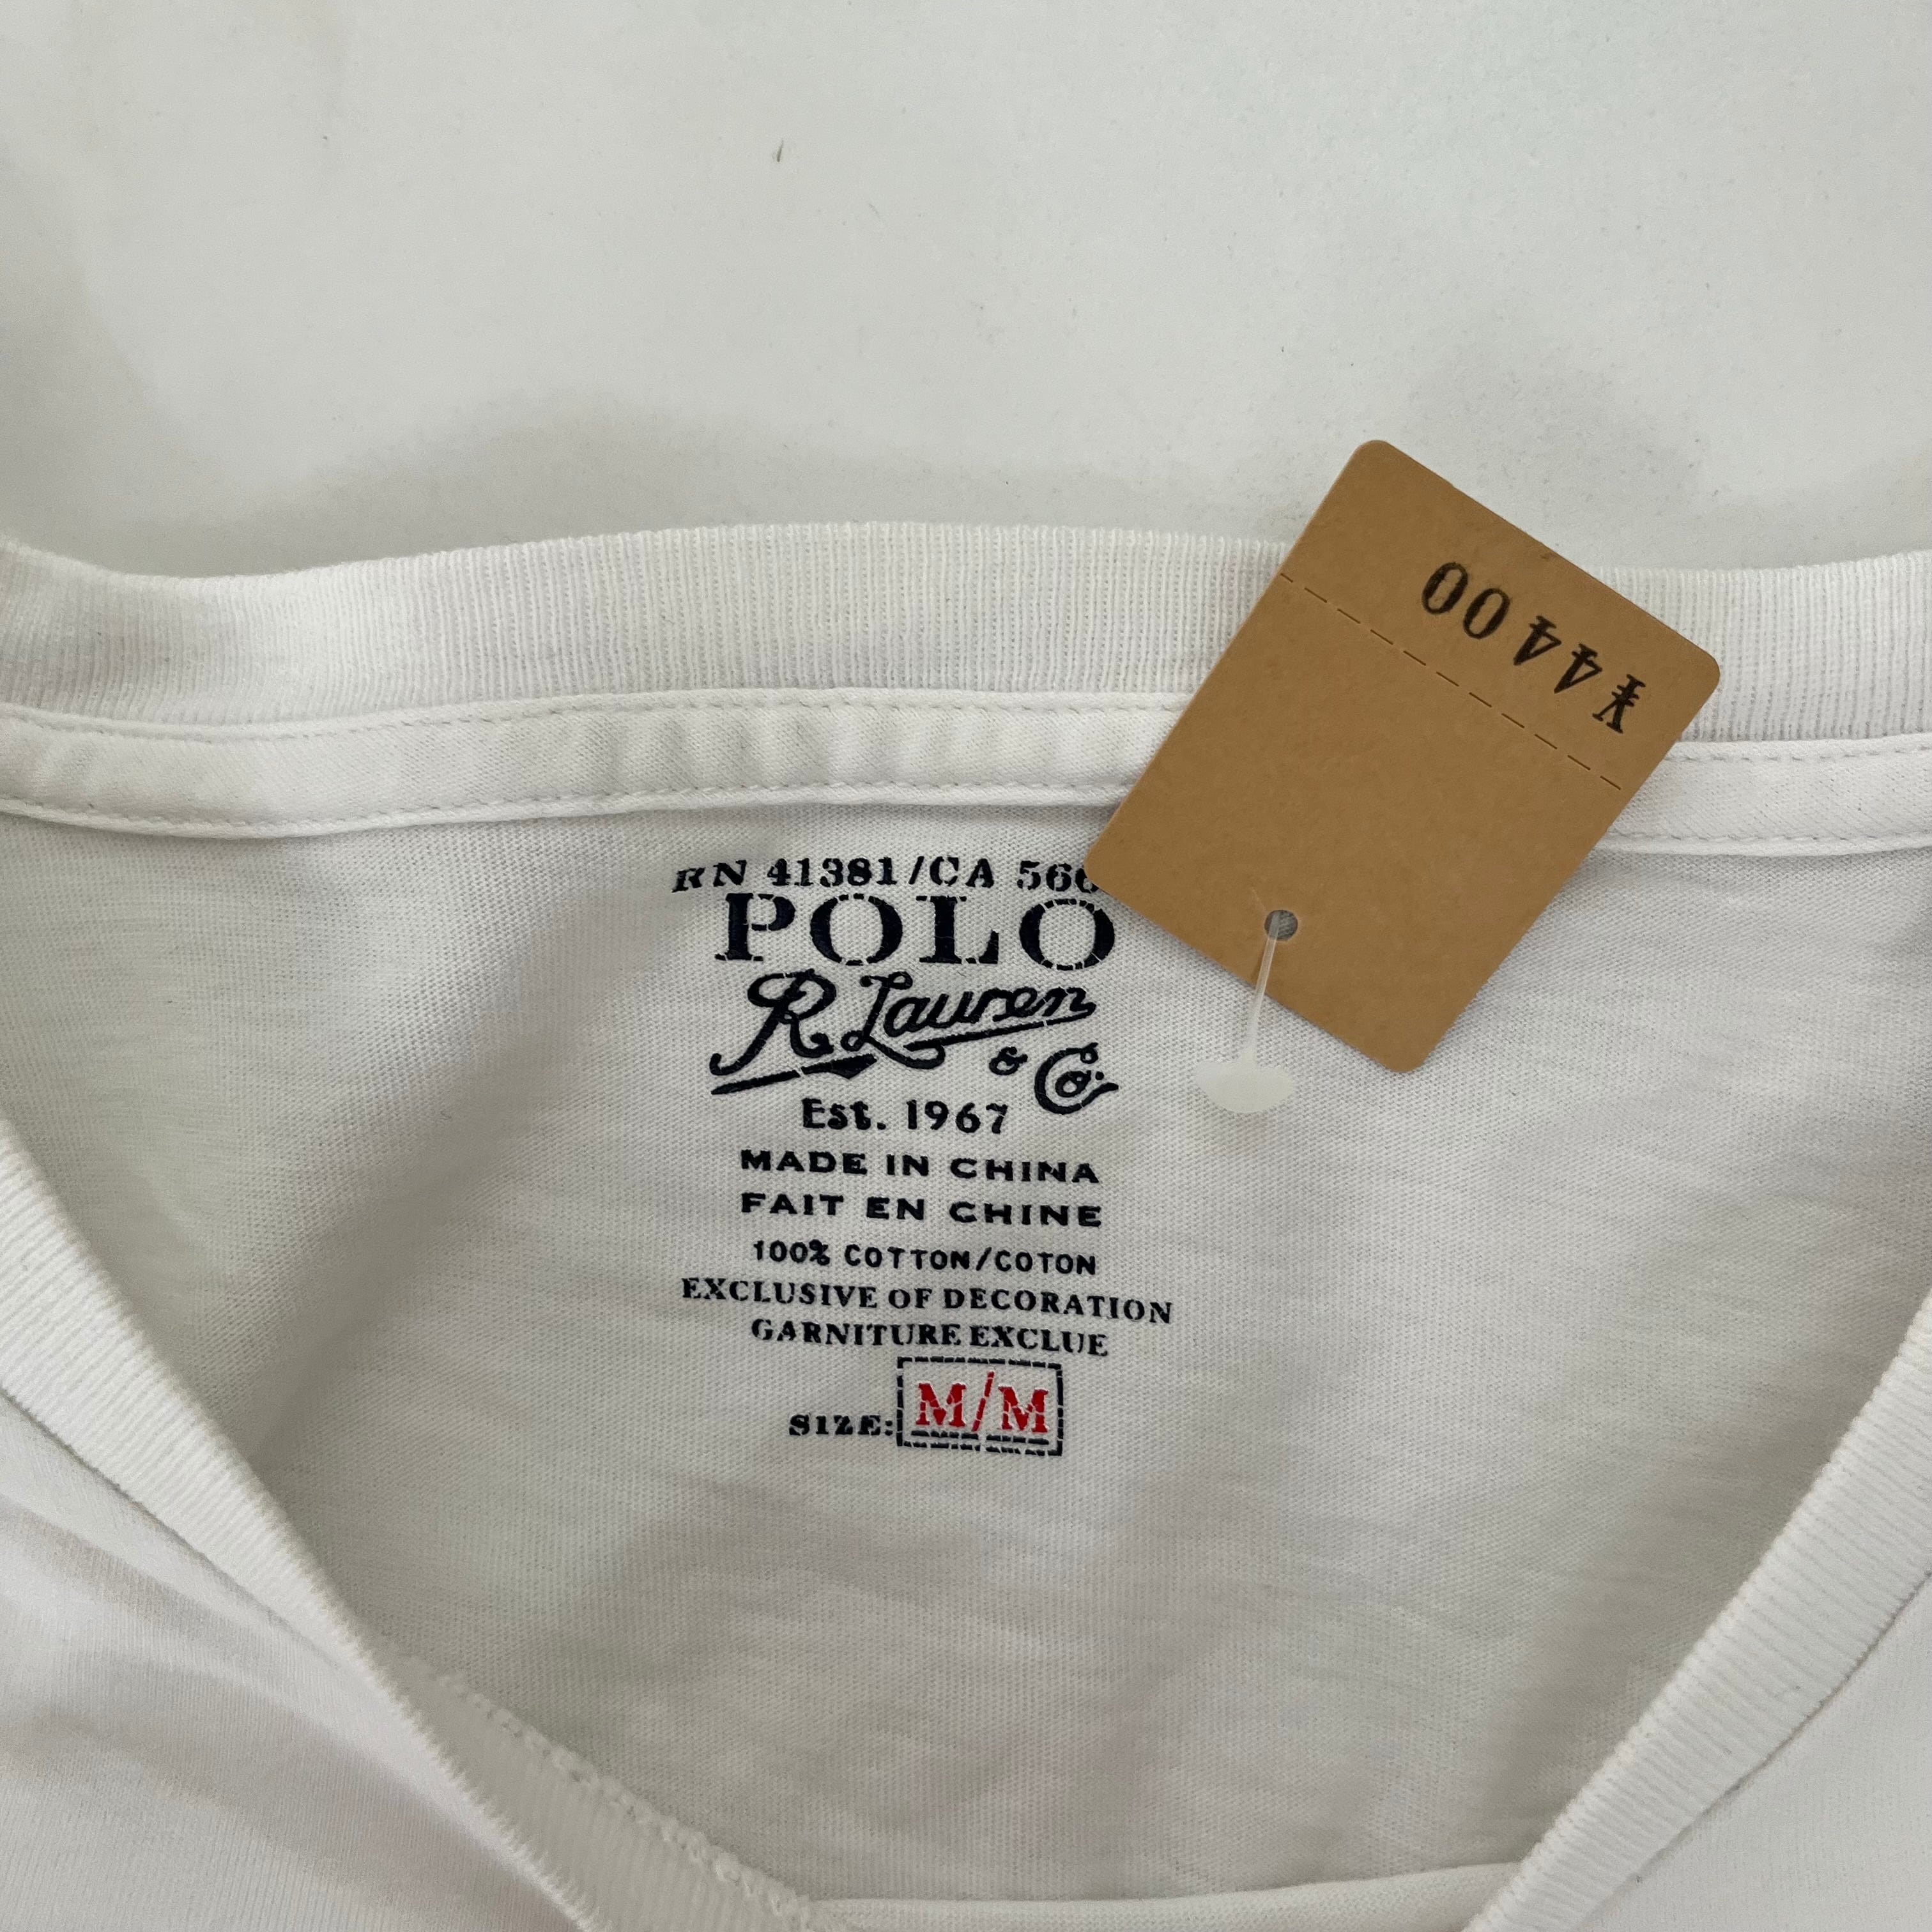 ¥4400
RN 41381/CA
POLO
R Lauren
& Co.
Est. 1967
MADE IN CHINA
FAIT EN CHINE
100% COTTON/COTON
EXCLUSIVE OF DECORATION
GARNITURE EXCLUE
SIZE: M/M